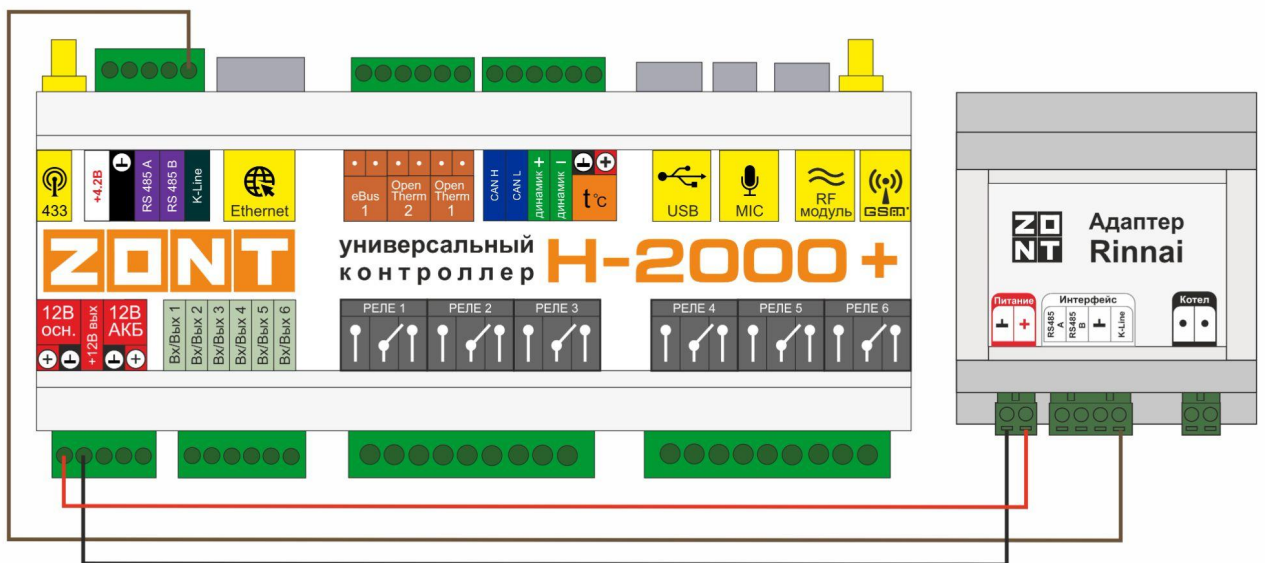 433
+4.2В
RS 485 A
RS 485 B
K-Line
Ethernet
eBus
1
Open
Therm
2
Open
Therm
1
CAN H
CAN L
динамик +
динамик –
t°c
USB
MIC
RF
модуль
GSM
ZONT
универсальный
контроллер
H-2000+
12В
осн.
+12В вых
12В
АКБ
Вх/Вых 1
Вх/Вых 2
Вх/Вых 3
Вх/Вых 4
Вх/Вых 5
Вх/Вых 6
РЕЛЕ 1
РЕЛЕ 2
РЕЛЕ 3
РЕЛЕ 4
РЕЛЕ 5
РЕЛЕ 6
ZONT
Адаптер
Rinnai
Питание
Интерфейс
Котел
RS485
A
RS485
B
K-Line